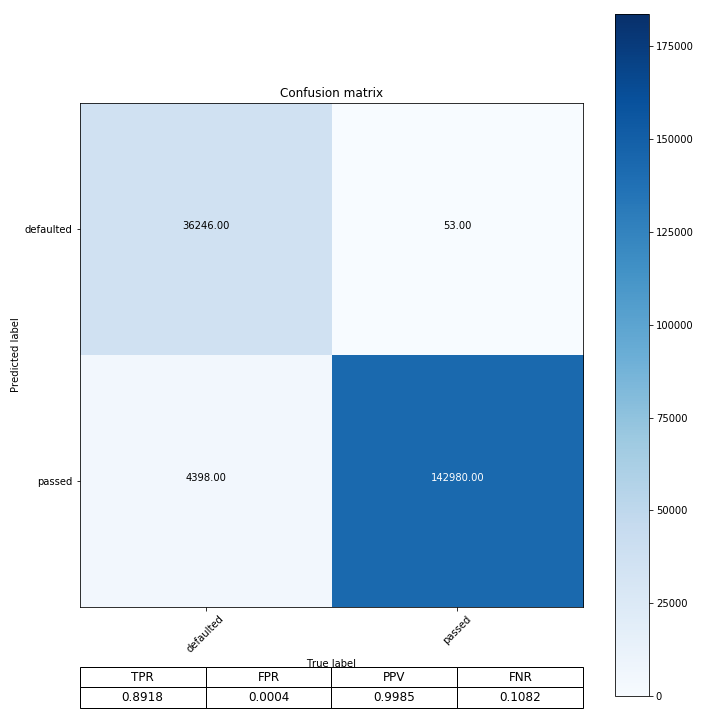 Confusion matrix
175000
150000
125000
100000
75000
50000
25000
0
Predicted label
defaulted
36246.00 53.00
passed
4398.00 142980.00
defaulted passed
True label
TPR FPR PPV FNR
0.8918 0.0004 0.9985 0.1082